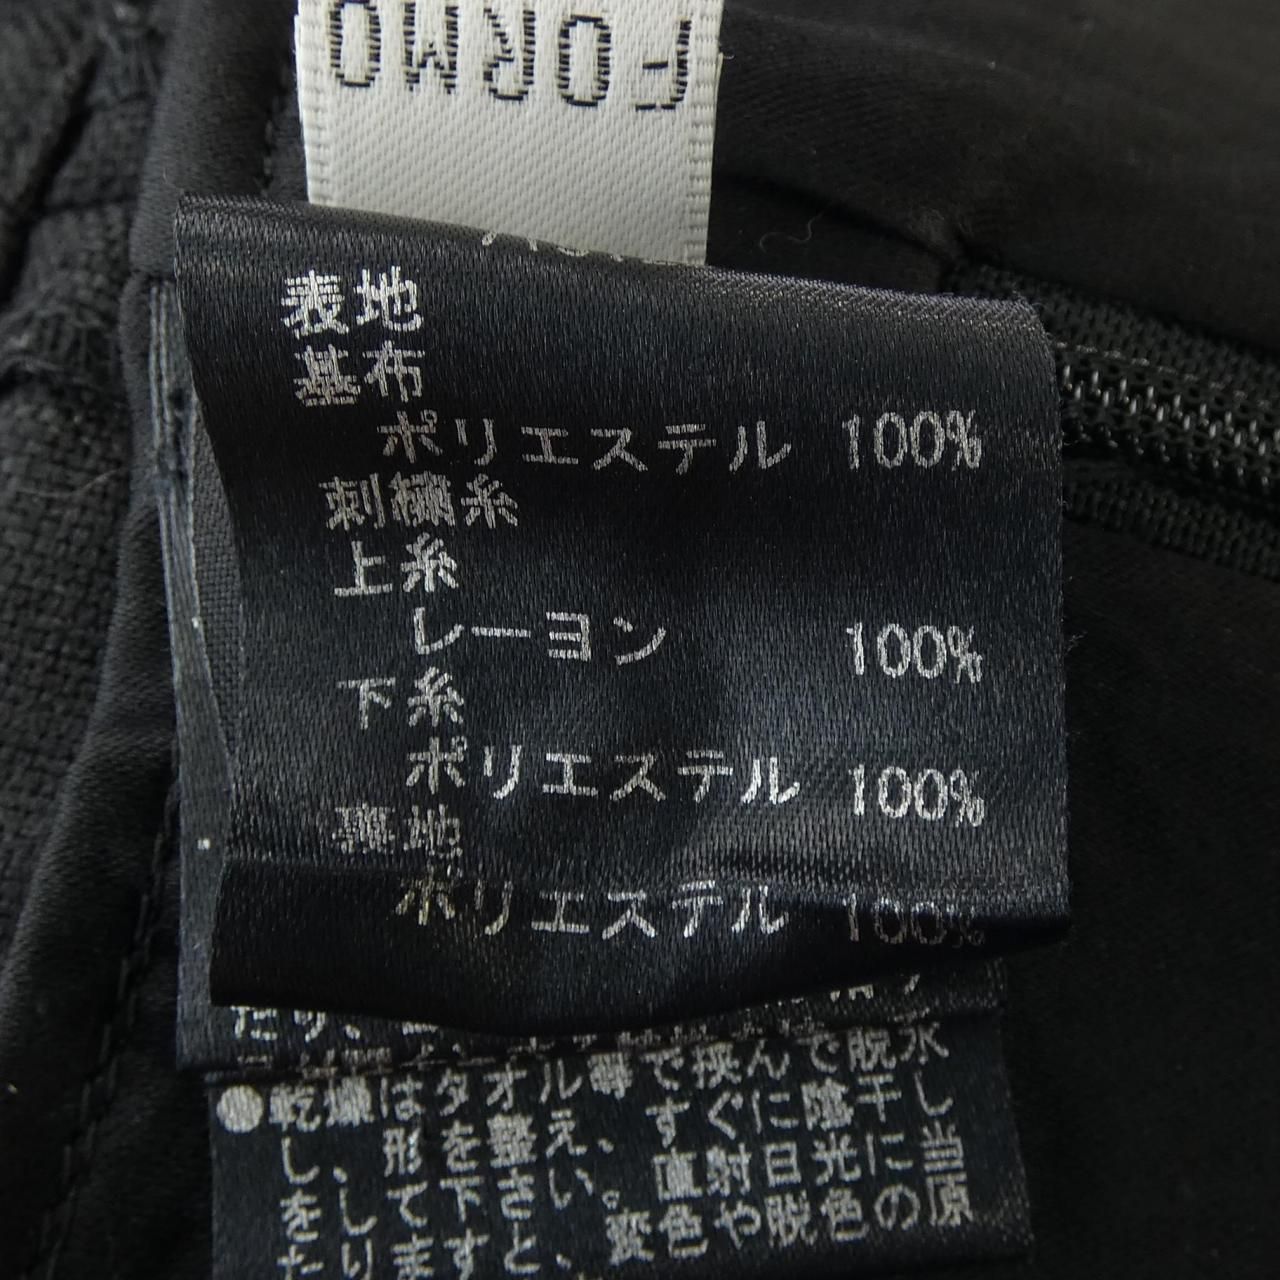 FORMO
表地
基布
ポリエステル 100%
刺繍糸
上糸
レーヨン 100%
下糸
ポリエステル 100%
裏地
ポリエステル 100%
たり、
●乾燥はタオル等で挟んで脱水
し、形を整え、すぐに陰干し
をして下さい。直射日光に当
たりますと、変色や脱色の原